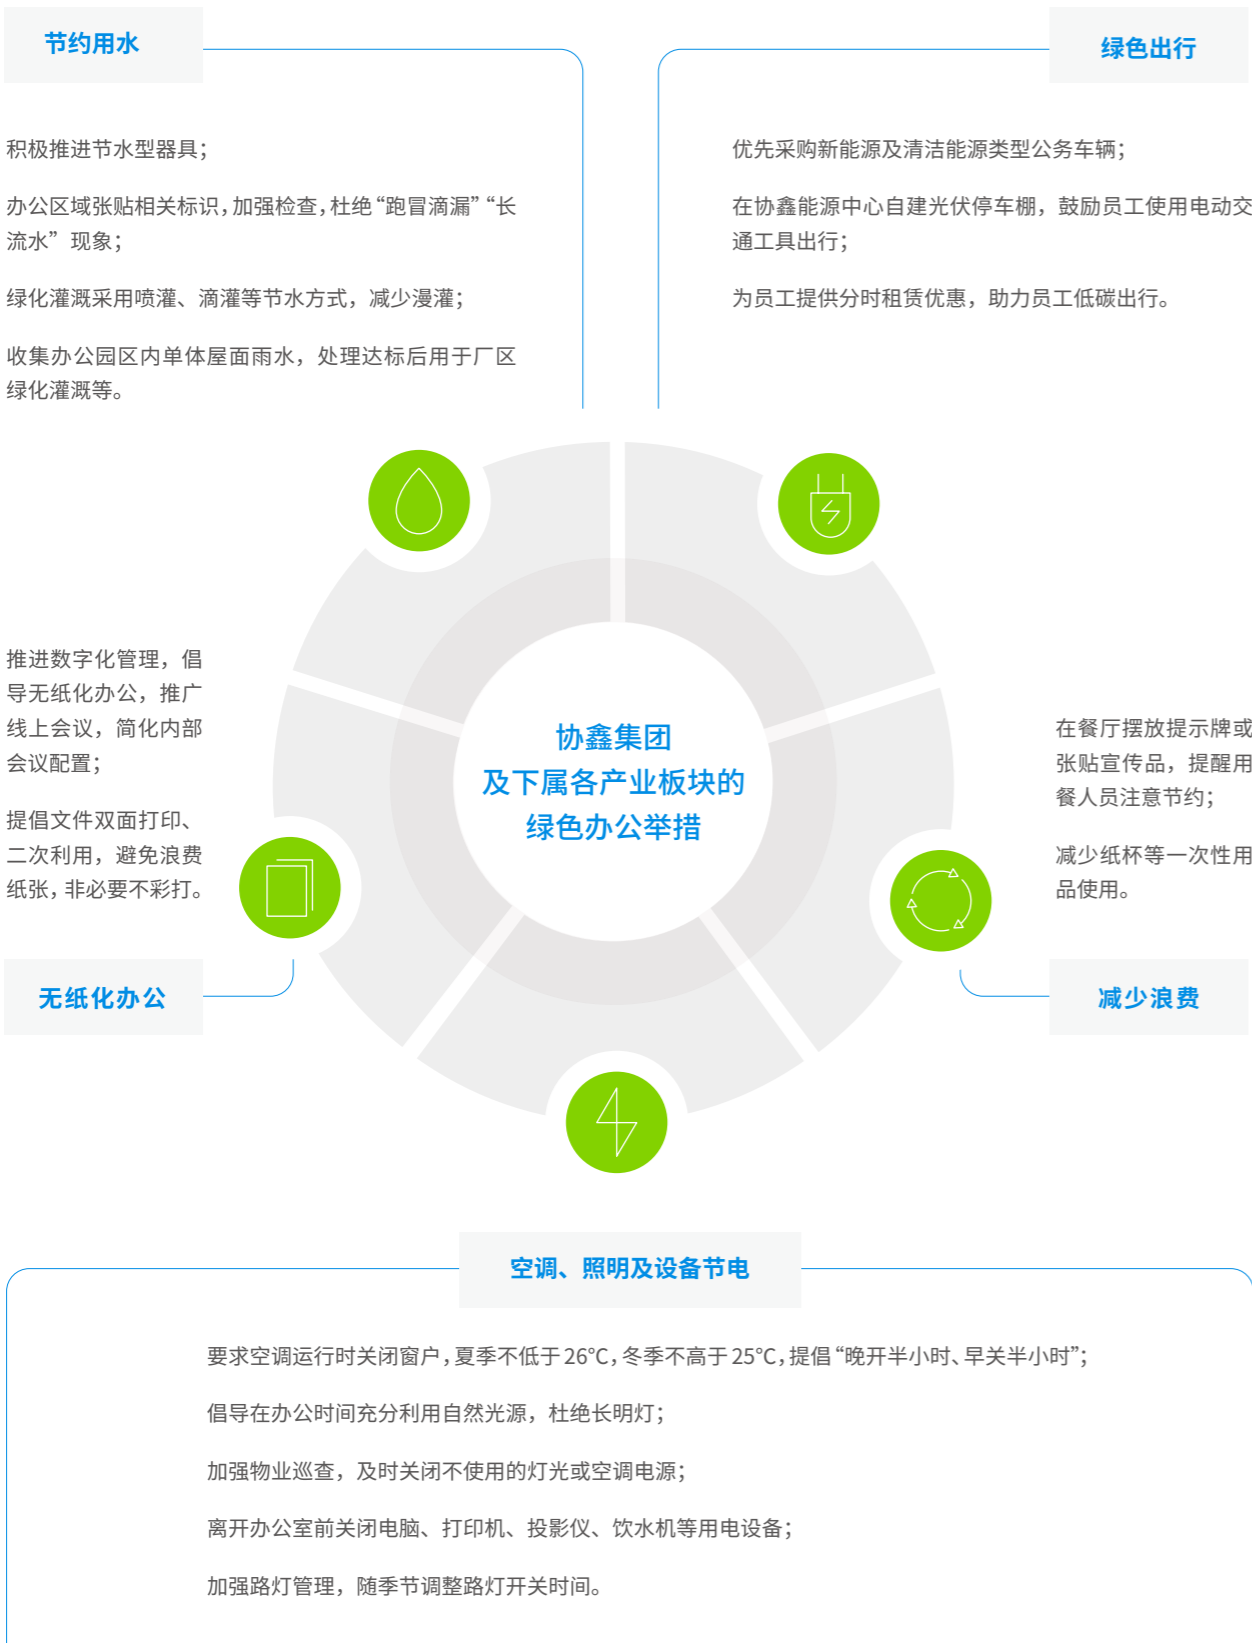 节约用水
积极推进节水型器具；
办公区域张贴相关标识，加强检查，杜绝“跑冒滴漏”“长
流水”现象；
绿化灌溉采用喷灌、滴灌等节水方式，减少漫灌；
收集办公园区内单体屋面雨水，处理达标后用于厂区
绿化灌溉等。
绿色出行
优先采购新能源及清洁能源类型公务车辆；
在协鑫能源中心自建光伏停车棚，鼓励员工使用电动交
通工具出行；
为员工提供分时租赁优惠，助力员工低碳出行。
推进数字化管理，倡
导无纸化办公，推广
线上会议，简化内部
会议配置；
提倡文件双面打印、
二次利用，避免浪费
纸张，非必要不彩打。
无纸化办公
协鑫集团
及下属各产业板块的
绿色办公举措
在餐厅摆放提示牌或
张贴宣传品，提醒用
餐人员注意节约；
减少纸杯等一次性用
品使用。
减少浪费
空调、照明及设备节电
要求空调运行时关闭窗户，夏季不低于26℃，冬季不高于25℃，提倡“晚开半小时、早关半小时”；
倡导在办公时间充分利用自然光源，杜绝长明灯；
加强物业巡查，及时关闭不使用的灯光或空调电源；
离开办公室前关闭电脑、打印机、投影仪、饮水机等用电设备；
加强路灯管理，随季节调整路灯开关时间。